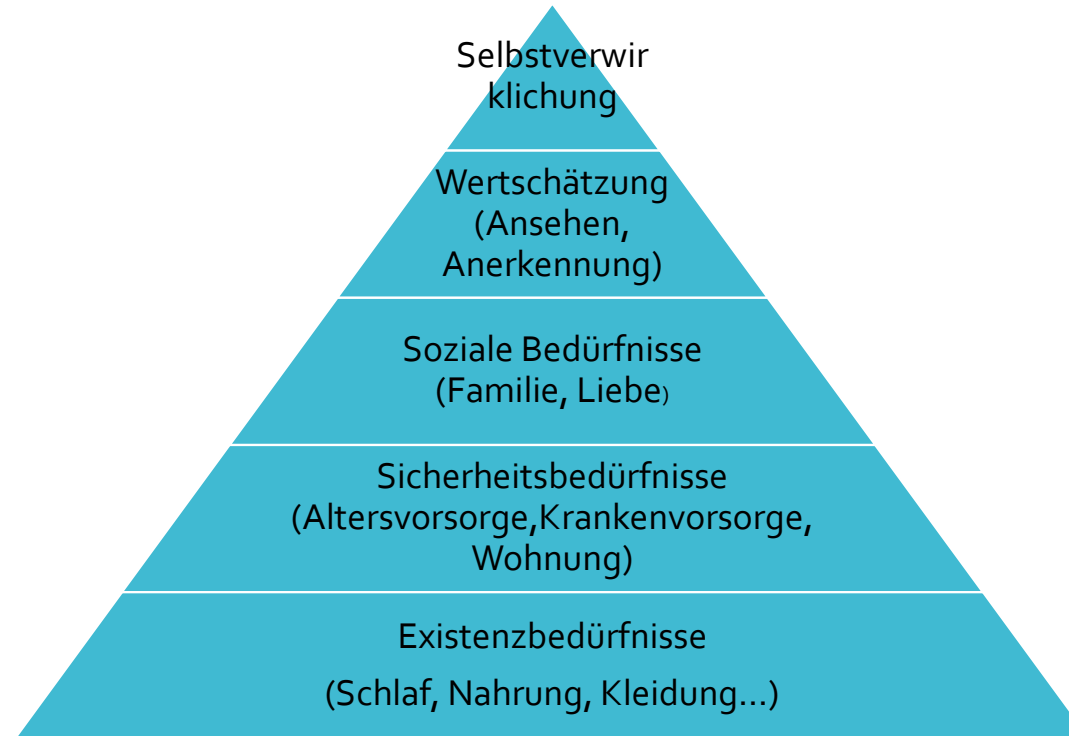 Selbstverwir
klichung
Wertschätzung
(Ansehen,
Anerkennung)
Soziale Bedürfnisse
(Familie, Liebe)
Sicherheitsbedürfnisse
(Altersvorsorge,Krankenvorsorge,
Wohnung)
Existenzbedürfnisse
(Schlaf, Nahrung, Kleidung...)